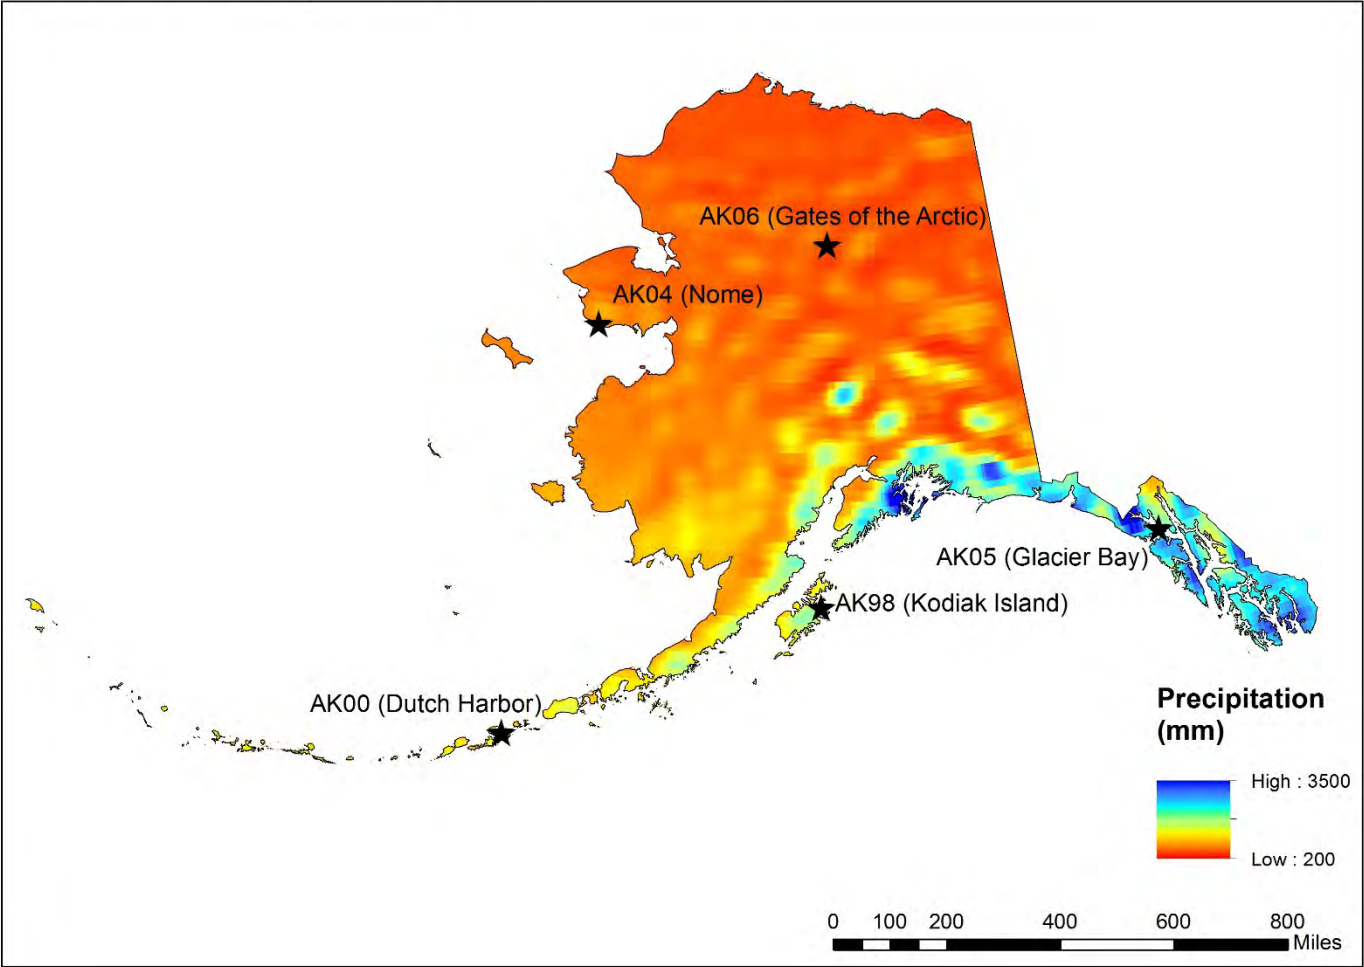 AK06 (Gates of the Arctic)
AK04 (Nome)
AK05 (Glacier Bay)
AK98 (Kodiak Island)
AK00 (Dutch Harbor)
Precipitation
(mm)
High : 3500
Low : 200
0 100 200 400 600 800
Miles